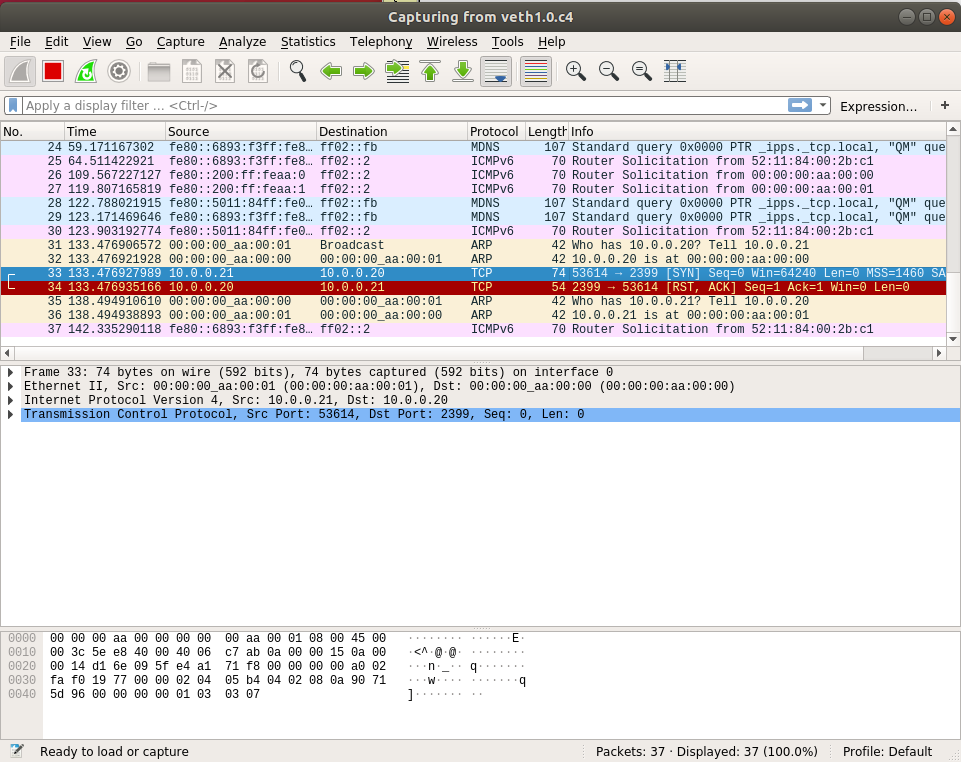 Capturing from veth1.0.c4
File Edit View Go Capture Analyze Statistics Telephony Wireless Tools Help
Apply a display filter ... <Ctrl-/> Expression... +
No. Time Source Destination Protocol Length Info
24 59.171167302 fe80::6893:f3ff:fe8… ff02::fb MDNS 107 Standard query 0x0000 PTR _ipps._tcp.local, "QM" que
25 64.511422921 fe80::6893:f3ff:fe8… ff02::2 ICMPv6 70 Router Solicitation from 52:11:84:00:2b:c1
26 109.567227127 fe80::200:ff:feaa:0 ff02::2 ICMPv6 70 Router Solicitation from 00:00:00:aa:00:00
27 119.807165819 fe80::200:ff:feaa:1 ff02::2 ICMPv6 70 Router Solicitation from 00:00:00:aa:00:01
28 122.788021915 fe80::5011:84ff:fe0… ff02::fb MDNS 107 Standard query 0x0000 PTR _ipps._tcp.local, "QM" que
29 123.171469646 fe80::6893:f3ff:fe8… ff02::fb MDNS 107 Standard query 0x0000 PTR _ipps._tcp.local, "QM" que
30 123.903192774 fe80::5011:84ff:fe0… ff02::2 ICMPv6 70 Router Solicitation from 52:11:84:00:2b:c1
31 133.476906572 00:00:00_aa:00:01 Broadcast ARP 42 Who has 10.0.0.20? Tell 10.0.0.21
32 133.476921928 00:00:00_aa:00:00 00:00:00_aa:00:01 ARP 42 10.0.0.20 is at 00:00:00:aa:00:00
33 133.476927989 10.0.0.21 10.0.0.20 TCP 74 53614 → 2399 [SYN] Seq=0 Win=64240 Len=0 MSS=1460 SA
34 133.476935166 10.0.0.20 10.0.0.21 TCP 54 2399 → 53614 [RST, ACK] Seq=1 Ack=1 Win=0 Len=0
35 138.494910610 00:00:00_aa:00:00 00:00:00_aa:00:01 ARP 42 Who has 10.0.0.21? Tell 10.0.0.20
36 138.494938893 00:00:00_aa:00:01 00:00:00_aa:00:00 ARP 42 10.0.0.21 is at 00:00:00:aa:00:01
37 142.335290118 fe80::6893:f3ff:fe8… ff02::2 ICMPv6 70 Router Solicitation from 52:11:84:00:2b:c1
Frame 33: 74 bytes on wire (592 bits), 74 bytes captured (592 bits) on interface 0
Ethernet II, Src: 00:00:00_aa:00:01 (00:00:00:aa:00:01), Dst: 00:00:00_aa:00:00 (00:00:00:aa:00:00)
Internet Protocol Version 4, Src: 10.0.0.21, Dst: 10.0.0.20
Transmission Control Protocol, Src Port: 53614, Dst Port: 2399, Seq: 0, Len: 0
0000 00 00 00 aa 00 00 00 00 00 aa 00 01 08 00 45 00 ········ ······E·
0010 00 3c 5e e8 40 00 40 06 c7 ab 0a 00 00 15 0a 00 ·<^·@·@· ········
0020 00 14 d1 6e 09 5f e4 a1 71 f8 00 00 00 00 a0 02 ···n·_·· q·······
0030 fa f0 19 77 00 00 02 04 05 b4 04 02 08 0a 90 71 ···w···· ·······q
0040 5d 96 00 00 00 00 01 03 03 07 ]······· ··
Ready to load or capture Packets: 37 · Displayed: 37 (100.0%) Profile: Default